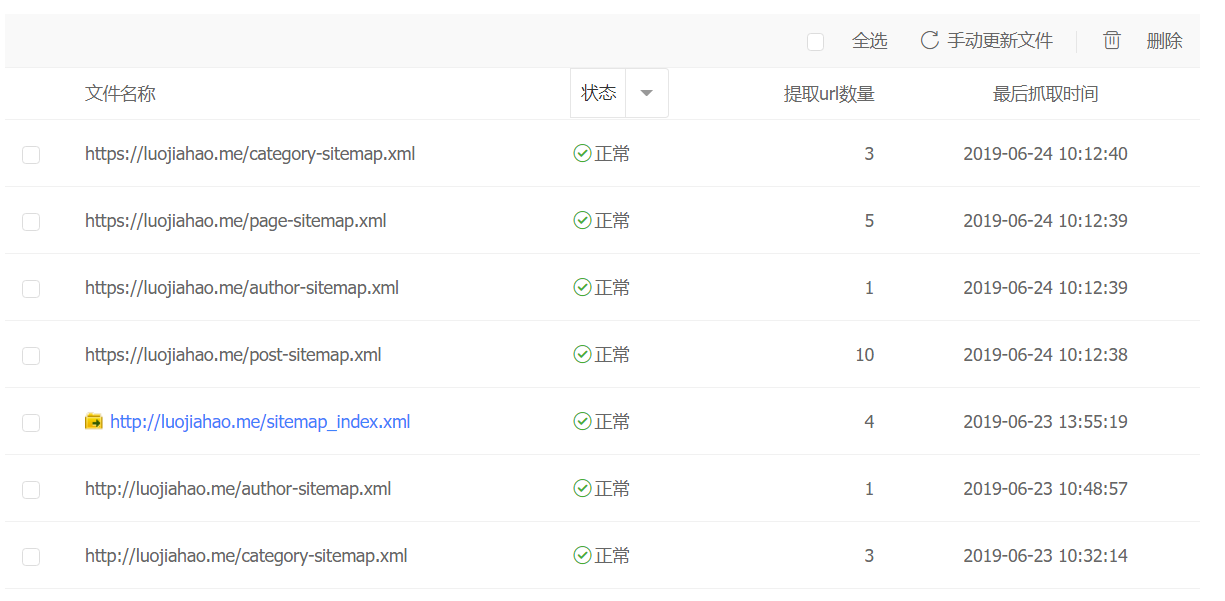 全选 手动更新文件 删除
文件名称 状态 提取url数量 最后抓取时间
https://luojiahao.me/category-sitemap.xml 正常 3 2019-06-24 10:12:40
https://luojiahao.me/page-sitemap.xml 正常 5 2019-06-24 10:12:39
https://luojiahao.me/author-sitemap.xml 正常 1 2019-06-24 10:12:39
https://luojiahao.me/post-sitemap.xml 正常 10 2019-06-24 10:12:38
http://luojiahao.me/sitemap_index.xml 正常 4 2019-06-23 13:55:19
http://luojiahao.me/author-sitemap.xml 正常 1 2019-06-23 10:48:57
http://luojiahao.me/category-sitemap.xml 正常 3 2019-06-23 10:32:14